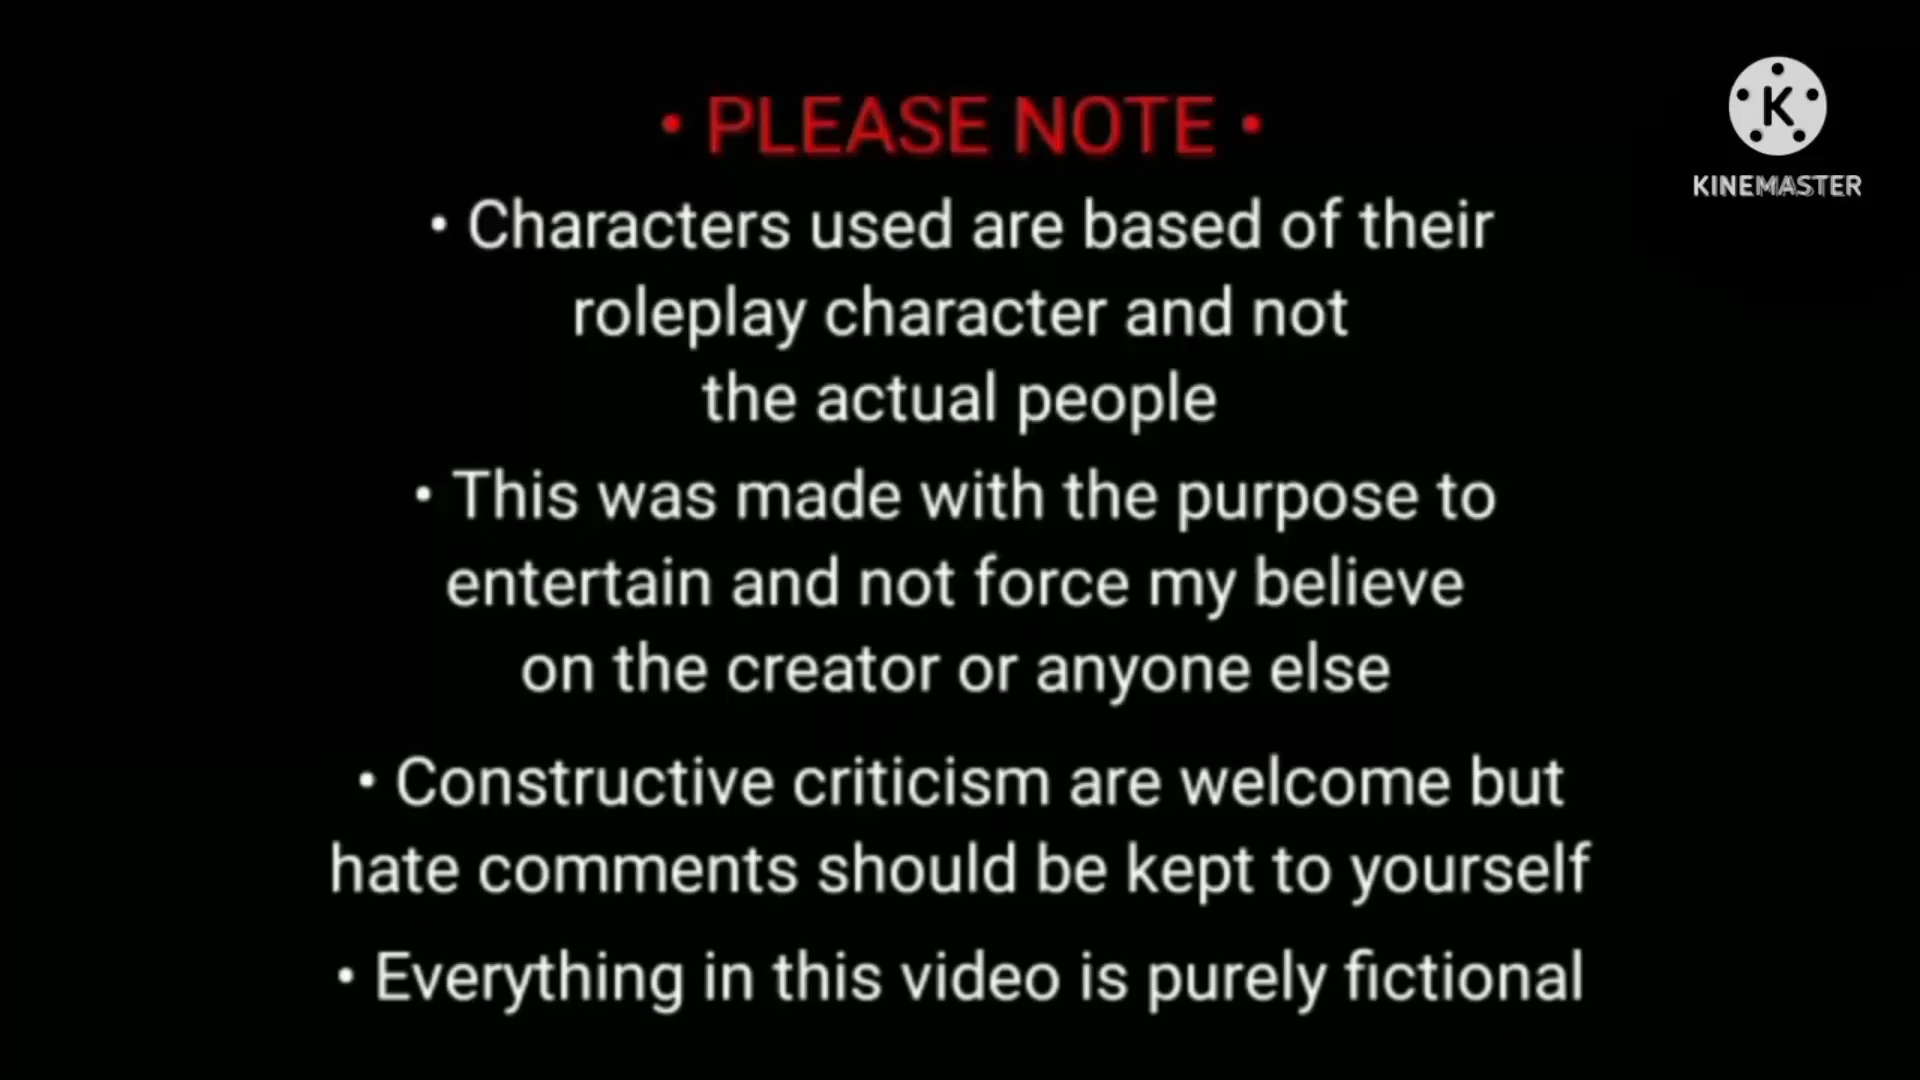 • PLEASE NOTE •
K
KINEMASTER
• Characters used are based of their
roleplay character and not
the actual people
• This was made with the purpose to
entertain and not force my believe
on the creator or anyone else
• Constructive criticism are welcome but
hate comments should be kept to yourself
• Everything in this video is purely fictional